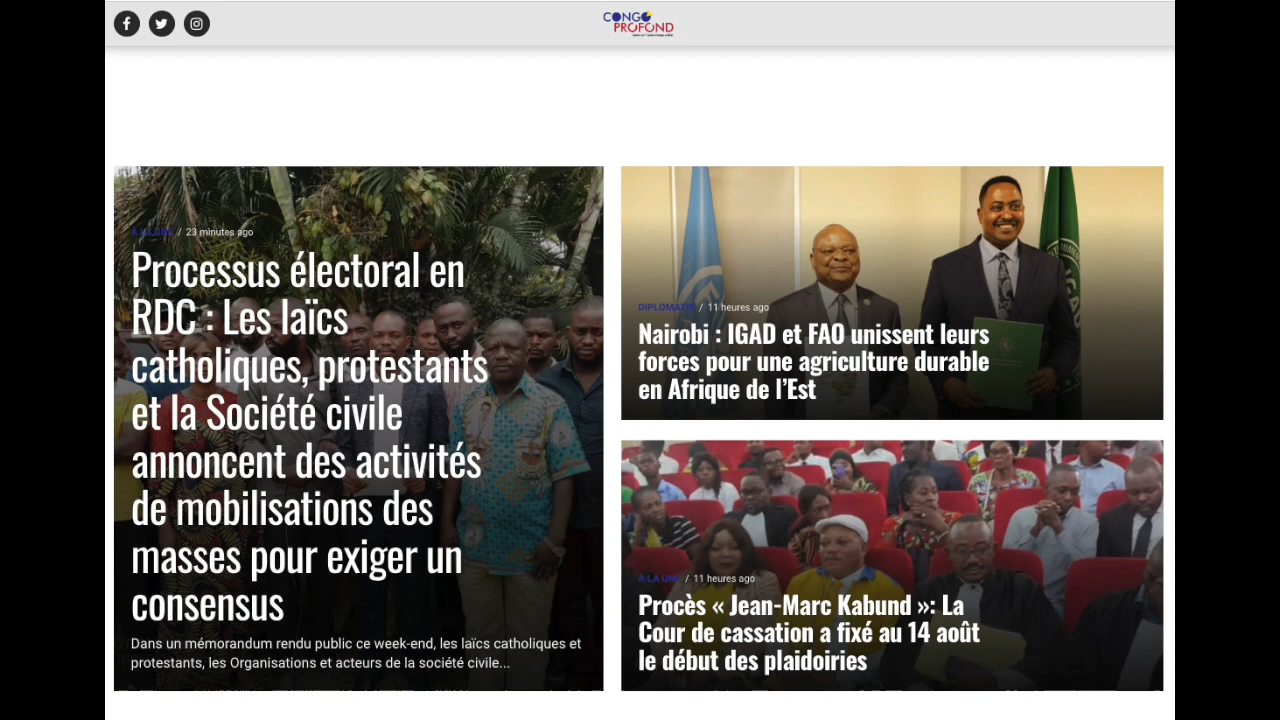 CONGO
PROFOND
A LA UNE / 23 minutes ago
Processus électoral en
RDC : Les laïcs
catholiques, protestants
et la Société civile
annoncent des activités
de mobilisations des
masses pour exiger un
consensus
Dans un mémorandum rendu public ce week-end, les laïcs catholiques et
protestants, les Organisations et acteurs de la société civile...
DIPLOMATIE / 11 heures ago
Nairobi : IGAD et FAO unissent leurs
forces pour une agriculture durable
en Afrique de l’Est
A LA UNE / 11 heures ago
Procès « Jean-Marc Kabund »: La
Cour de cassation a fixé au 14 août
le début des plaidoiries